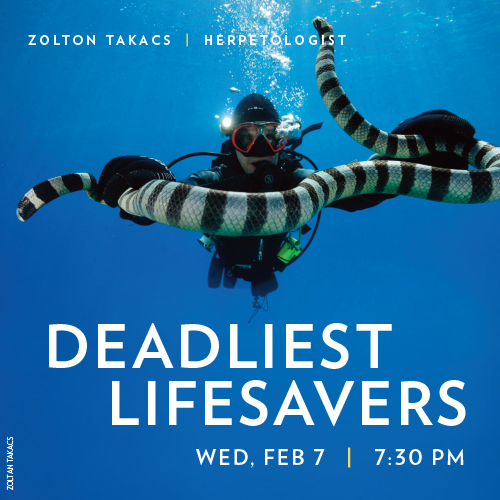 ZOLTON TAKACS | HERPETOLOGIST
DEADLIEST
LIFESAVERS
WED, FEB 7 | 7:30 PM
ZOLTAN TAKACS